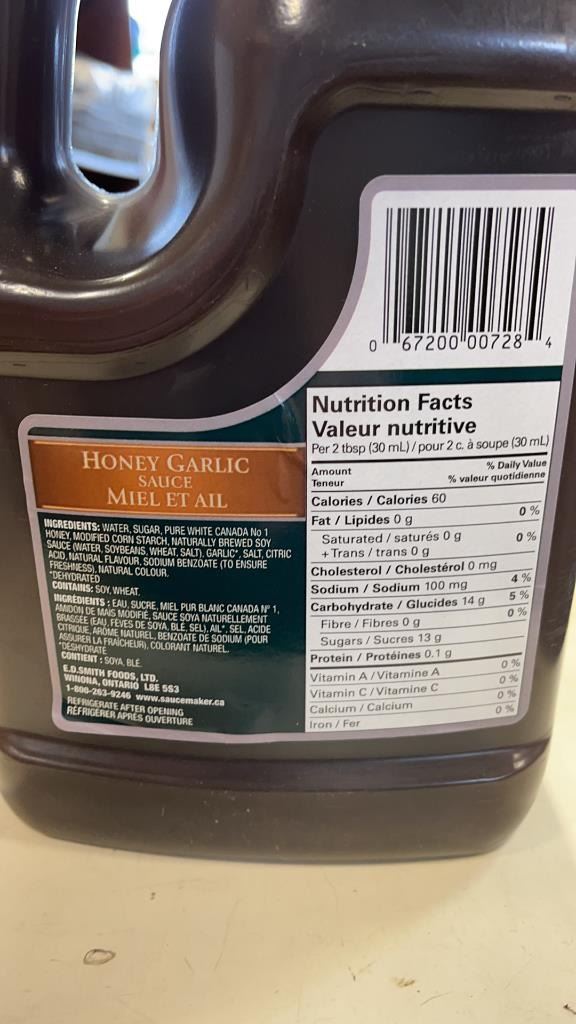 0 67200 00728 4
HONEY GARLIC
SAUCE
MIEL ET AIL
INGREDIENTS: WATER, SUGAR, PURE WHITE CANADA No 1
HONEY, MODIFIED CORN STARCH, NATURALLY BREWED SOY
SAUCE (WATER, SOYBEANS, WHEAT, SALT), GARLIC*, SALT, CITRIC
ACID, NATURAL FLAVOUR, SODIUM BENZOATE (TO ENSURE
FRESHNESS), NATURAL COLOUR.
*DEHYDRATED
CONTAINS: SOY, WHEAT.
INGRÉDIENTS : EAU, SUCRE, MIEL PUR BLANC CANADA Nº 1,
AMIDON DE MAÏS MODIFIÉ, SAUCE SOYA NATURELLEMENT
BRASSÉE (EAU, FÈVES DE SOYA, BLÉ, SEL), AIL*, SEL, ACIDE
CITRIQUE, ARÔME NATUREL, BENZOATE DE SODIUM (POUR
ASSURER LA FRAÎCHEUR), COLORANT NATUREL.
*DÉSHYDRATÉ
CONTIENT : SOYA, BLÉ.
E.D.SMITH FOODS, LTD.
WINONA, ONTARIO L8E 5S3
1-800-263-9246 www.saucemaker.ca
REFRIGERATE AFTER OPENING
RÉFRIGÉRER APRÈS OUVERTURE
Nutrition Facts
Valeur nutritive
Per 2 tbsp (30 mL) / pour 2 c. à soupe (30 mL)
Amount % Daily Value
Teneur % valeur quotidienne
Calories / Calories 60
Fat / Lipides 0 g 0 %
Saturated / saturés 0 g 0 %
+ Trans / trans 0 g
Cholesterol / Cholestérol 0 mg
Sodium / Sodium 100 mg 4 %
Carbohydrate / Glucides 14 g 5 %
Fibre / Fibres 0 g 0 %
Sugars / Sucres 13 g
Protein / Protéines 0.1 g
Vitamin A / Vitamine A 0 %
Vitamin C / Vitamine C 0 %
Calcium / Calcium 0 %
Iron / Fer 0 %